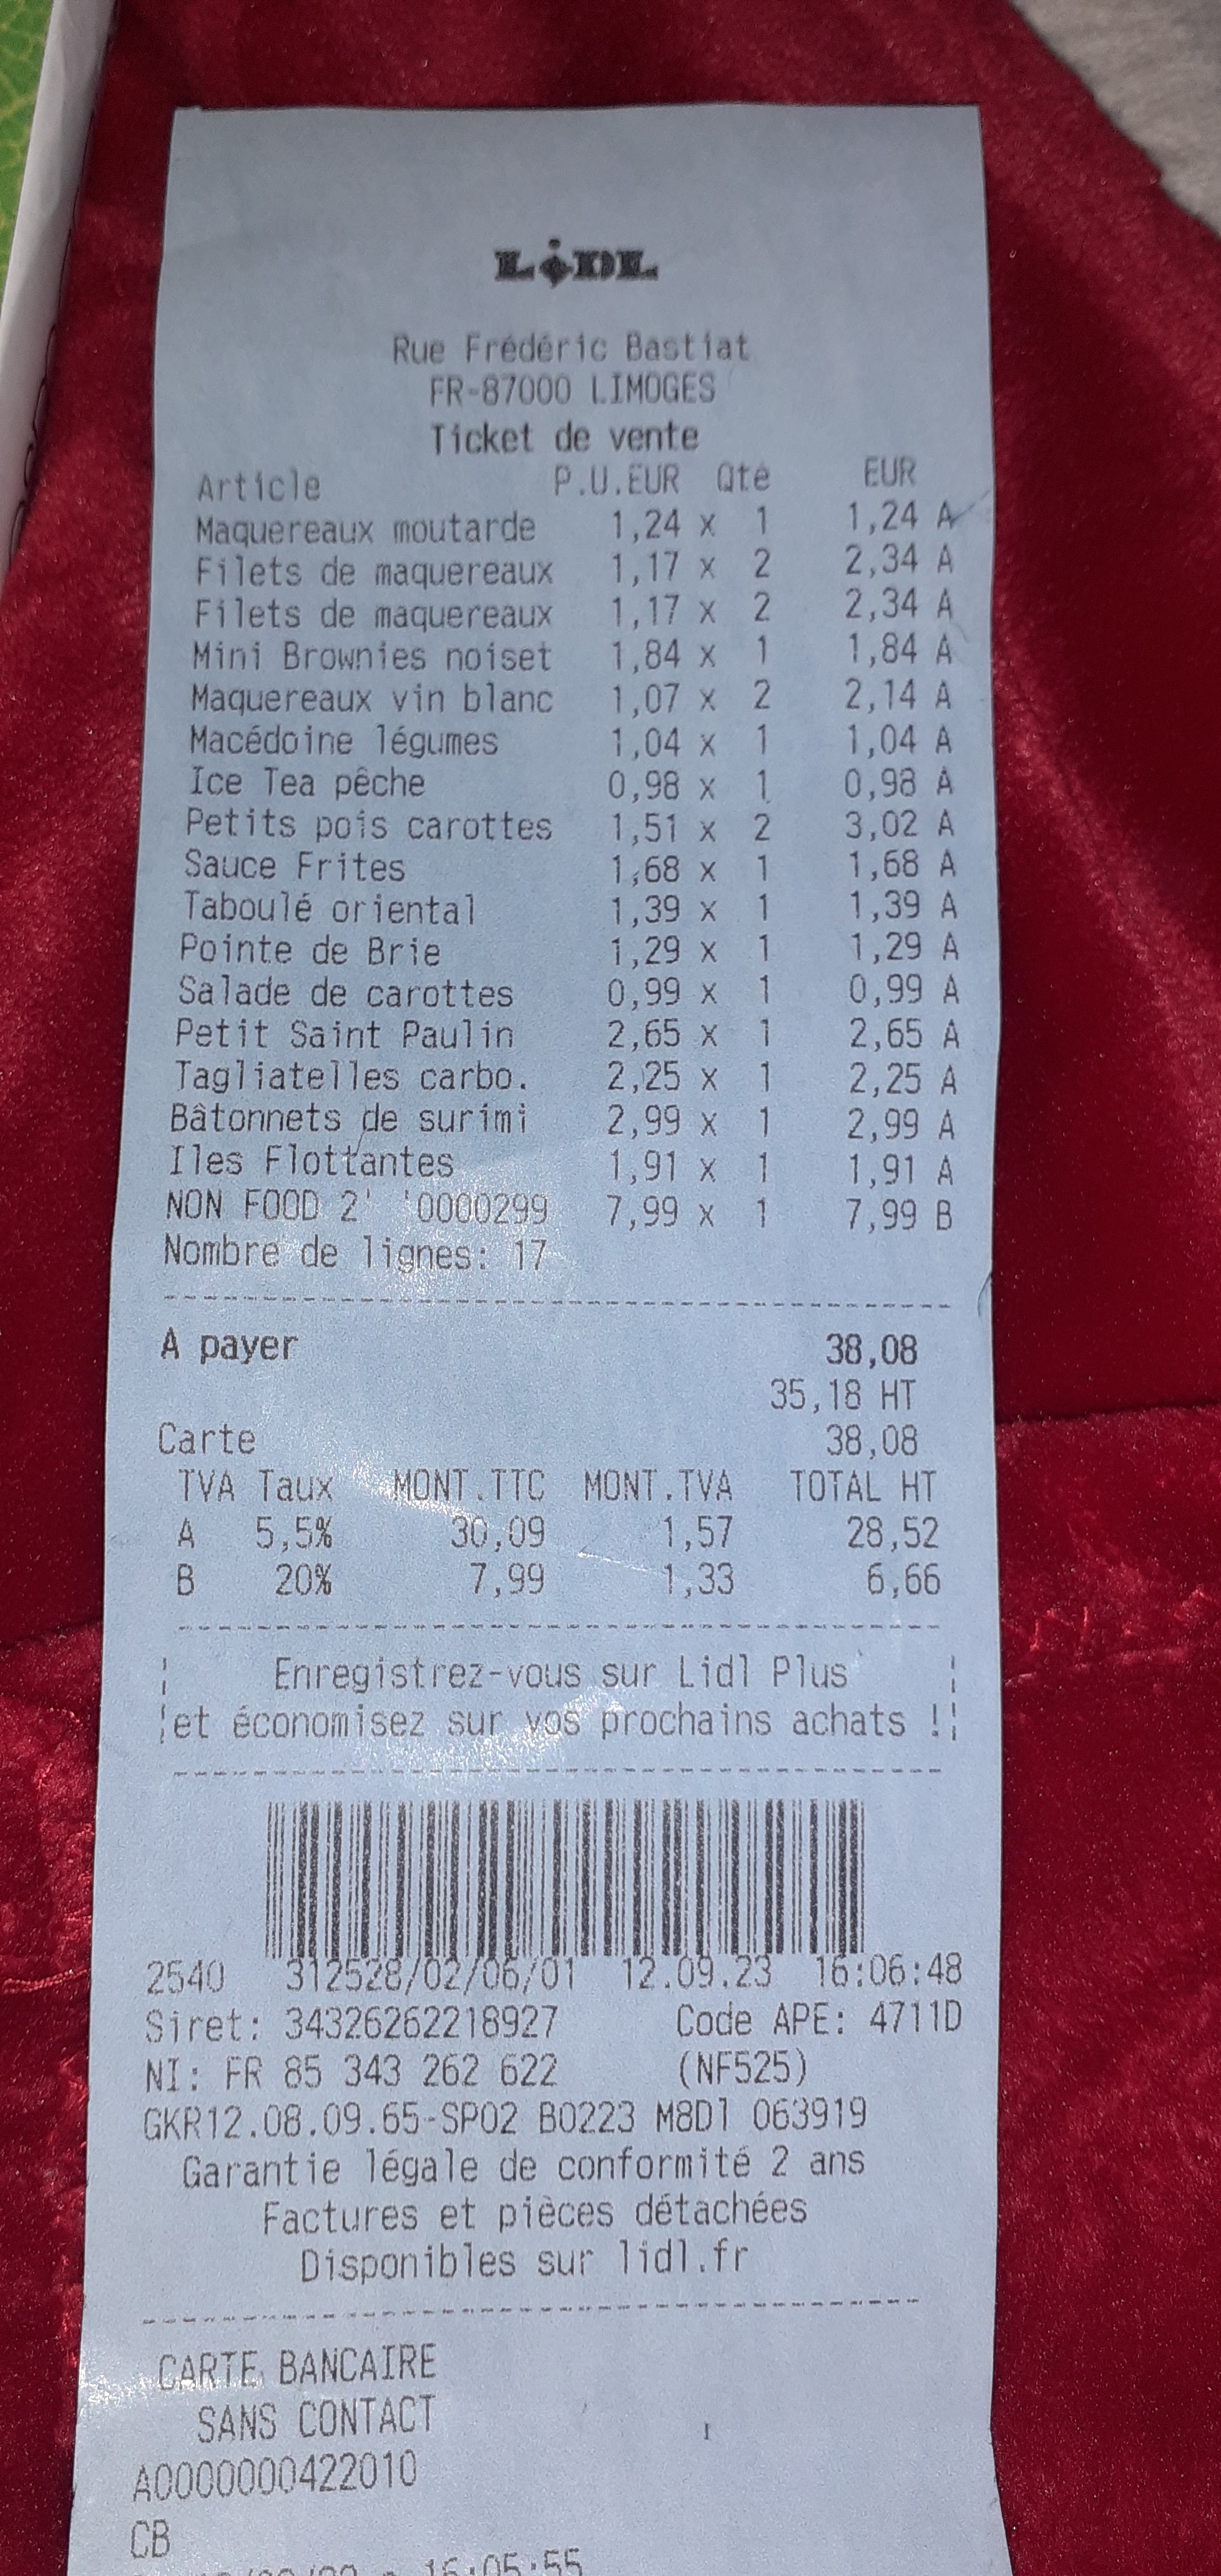 LIDL
Rue Frédéric Bastiat
FR-87000 LIMOGES
Ticket de vente
Article P.U.EUR Qté EUR
Maquereaux moutarde 1,24 x 1 1,24 A
Filets de maquereaux 1,17 x 2 2,34 A
Filets de maquereaux 1,17 x 2 2,34 A
Mini Brownies noiset 1,84 x 1 1,84 A
Maquereaux vin blanc 1,07 x 2 2,14 A
Macédoine légumes 1,04 x 1 1,04 A
Ice Tea pêche 0,98 x 1 0,98 A
Petits pois carottes 1,51 x 2 3,02 A
Sauce Frites 1,68 x 1 1,68 A
Taboulé oriental 1,39 x 1 1,39 A
Pointe de Brie 1,29 x 1 1,29 A
Salade de carottes 0,99 x 1 0,99 A
Petit Saint Paulin 2,65 x 1 2,65 A
Tagliatelles carbo. 2,25 x 1 2,25 A
Bâtonnets de surimi 2,99 x 1 2,99 A
Iles Flottantes 1,91 x 1 1,91 A
NON FOOD 2' '0000299 7,99 x 1 7,99 B
Nombre de lignes: 17
A payer 38,08
35,18 HT
Carte 38,08
TVA Taux MONT.TTC MONT.TVA TOTAL HT
A 5,5% 30,09 1,57 28,52
B 20% 7,99 1,33 6,66
Enregistrez-vous sur Lidl Plus
et économisez sur vos prochains achats !
2540 312528/02/06/01 12.09.23 16:06:48
Siret: 34326262218927 Code APE: 4711D
NI: FR 85 343 262 622 (NF525)
GKR12.08.09.65-SP02 B0223 M8D1 063919
Garantie légale de conformité 2 ans
Factures et pièces détachées
Disponibles sur lidl.fr
CARTE BANCAIRE
SANS CONTACT
A0000000422010
CB
16:05:55